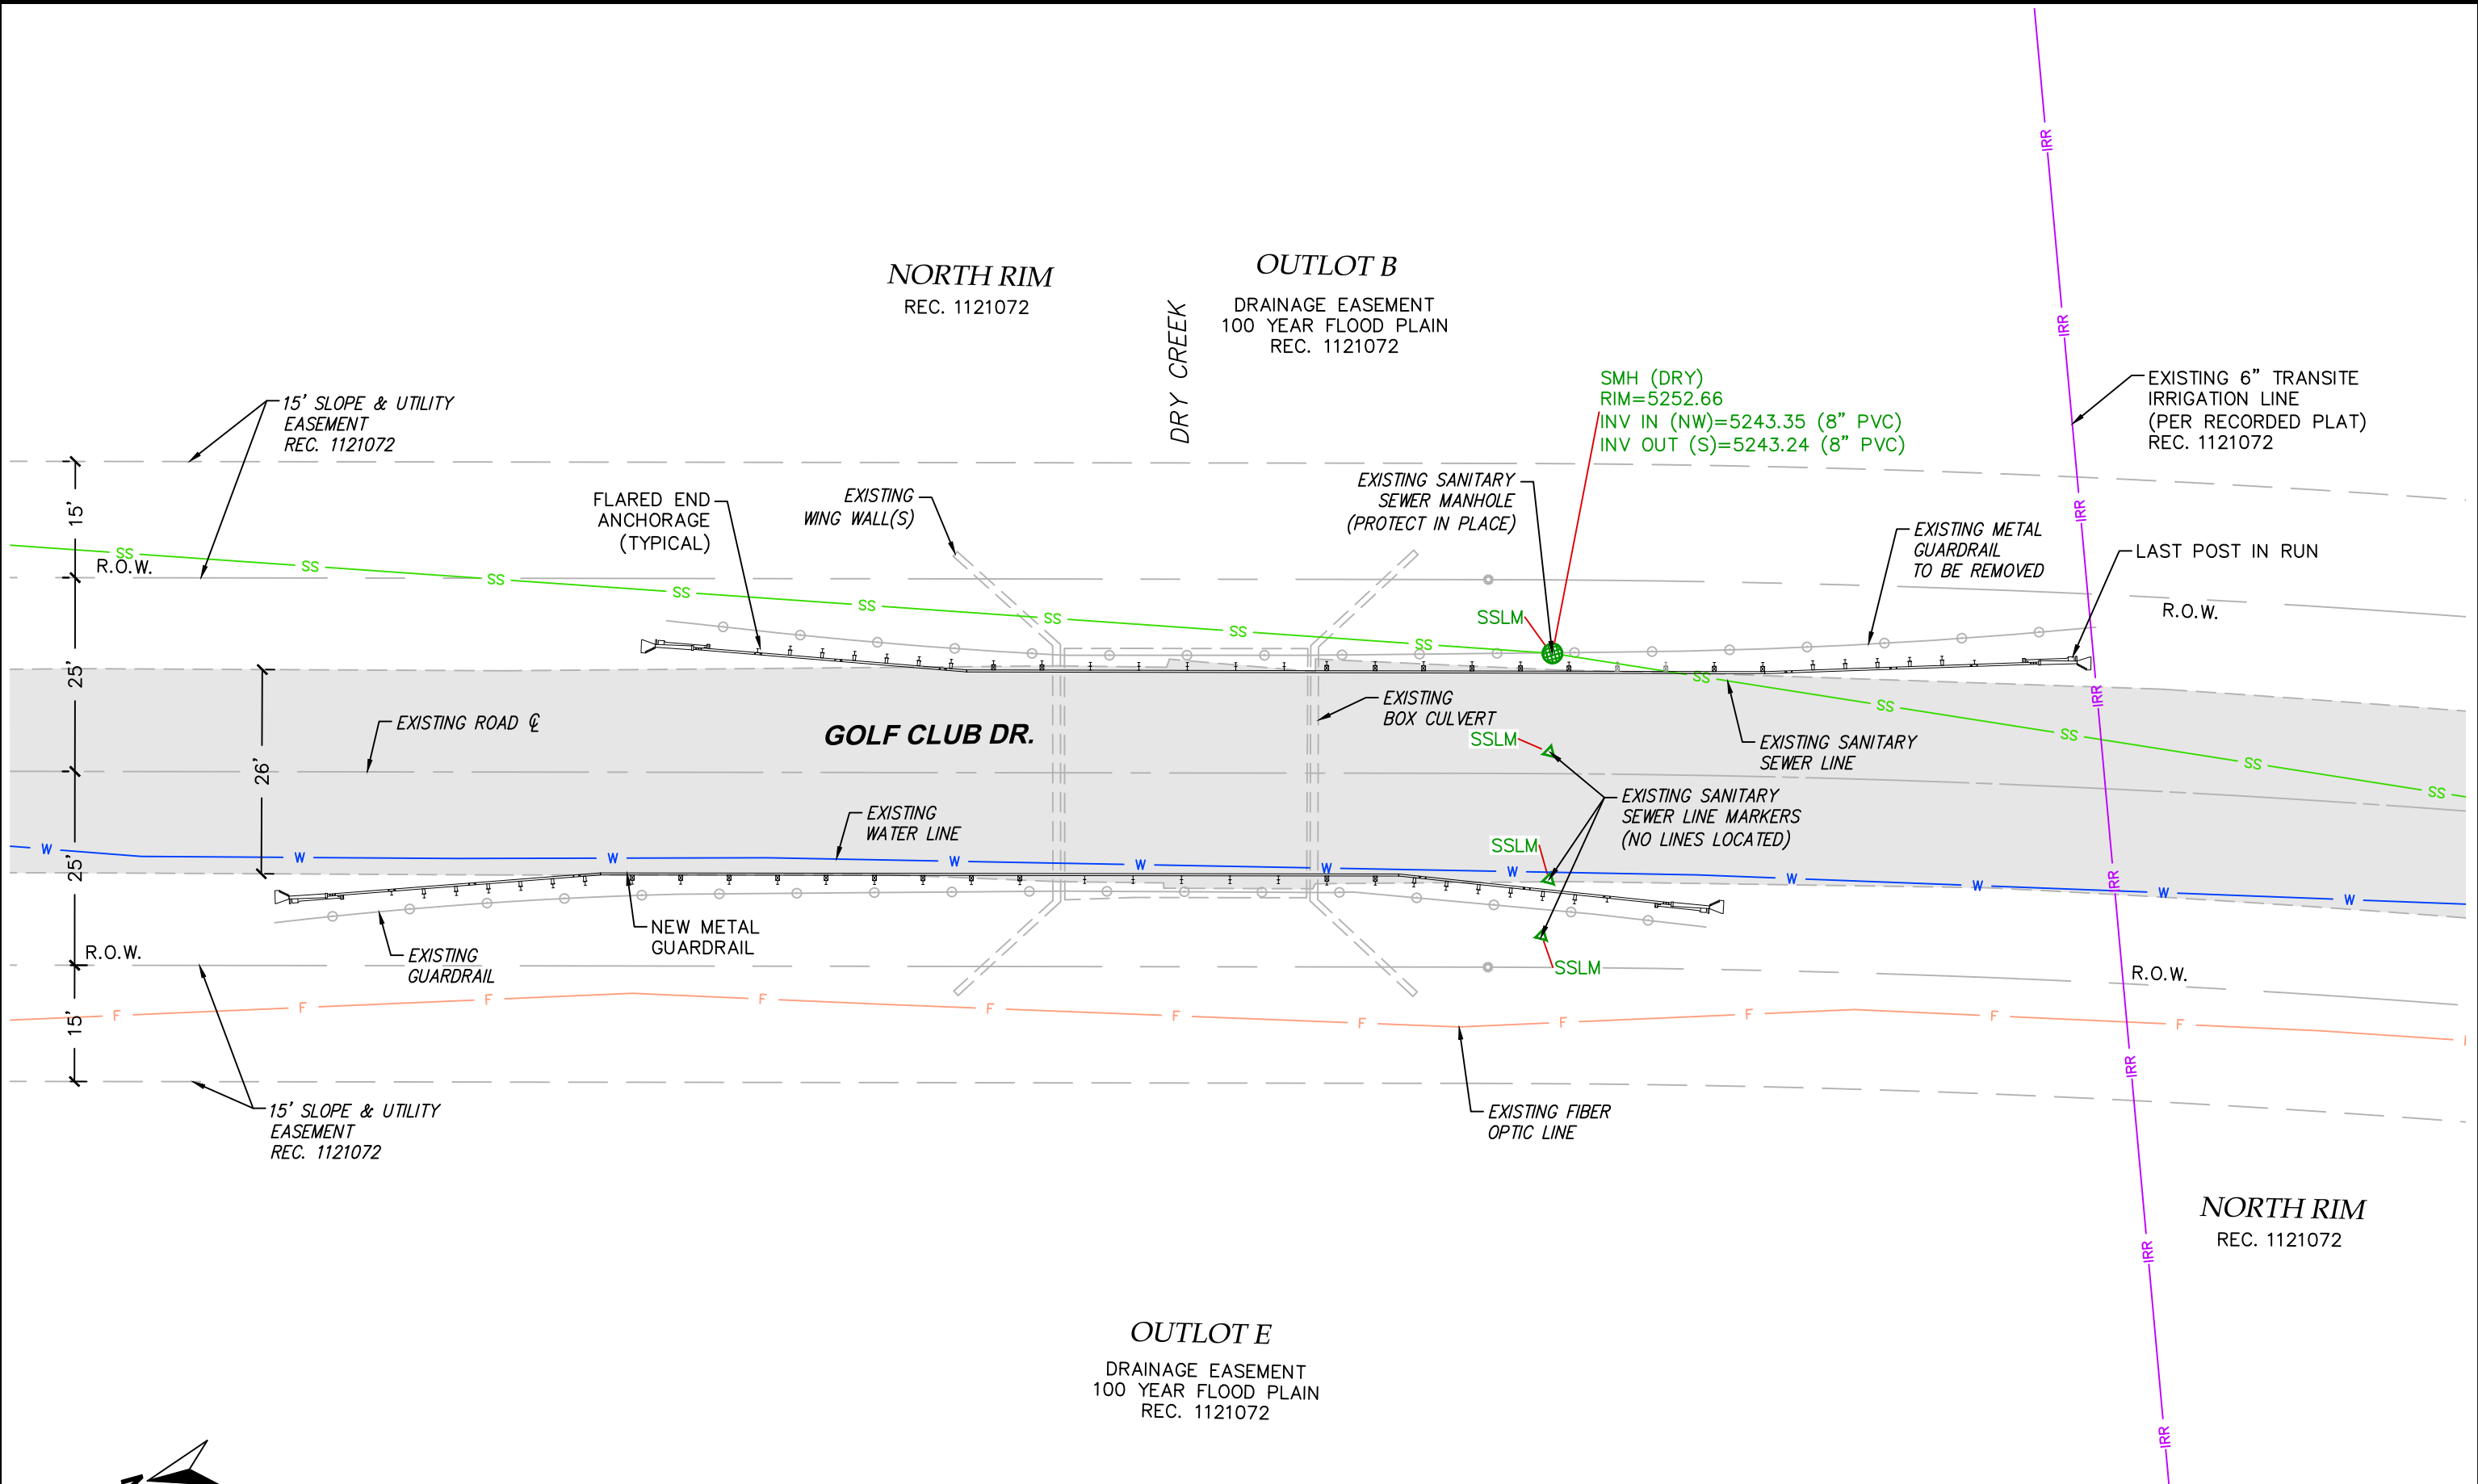 IRR
IRR
NORTH RIM
REC. 1121072
DRY CREEK
OUTLOT B
DRAINAGE EASEMENT
100 YEAR FLOOD PLAIN
REC. 1121072
15' SLOPE & UTILITY
EASEMENT
REC. 1121072
SMH (DRY)
RIM=5252.66
INV IN (NW)=5243.35 (8" PVC)
INV OUT (S)=5243.24 (8" PVC)
EXISTING 6" TRANSITE
IRRIGATION LINE
(PER RECORDED PLAT)
REC. 1121072
FLARED END
ANCHORAGE
(TYPICAL)
EXISTING
WING WALL(S)
EXISTING SANITARY
SEWER MANHOLE
(PROTECT IN PLACE)
EXISTING METAL
GUARDRAIL
TO BE REMOVED
IRR
LAST POST IN RUN
15'
R.O.W.
SS SS SS SS SS SS SS SS
SSLM
R.O.W.
25'
EXISTING ROAD ℄
GOLF CLUB DR.
EXISTING
BOX CULVERT
SSLM
SS SS SS SS SS
EXISTING SANITARY
SEWER LINE
IRR
26'
EXISTING
WATER LINE
EXISTING SANITARY
SEWER LINE MARKERS
(NO LINES LOCATED)
SSLM
W W W W W W W W W W W
25'
IRR
NEW METAL
GUARDRAIL
R.O.W.
EXISTING
GUARDRAIL
SSLM
R.O.W.
F F F F F F F F F F F
15'
IRR
15' SLOPE & UTILITY
EASEMENT
REC. 1121072
EXISTING FIBER
OPTIC LINE
NORTH RIM
REC. 1121072
IRR
OUTLOT E
DRAINAGE EASEMENT
100 YEAR FLOOD PLAIN
REC. 1121072
IRR